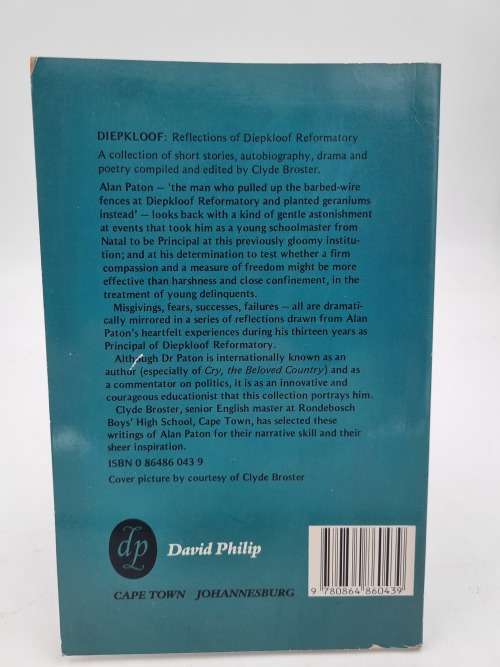 DIEPKLOOF: Reflections of Diepkloof Reformatory
A collection of short stories, autobiography, drama and
poetry compiled and edited by Clyde Broster.
Alan Paton — 'the man who pulled up the barbed-wire
fences at Diepkloof Reformatory and planted geraniums
instead' — looks back with a kind of gentle astonishment
at events that took him as a young schoolmaster from
Natal to be Principal at this previously gloomy institu-
tion; and at his determination to test whether a firm
compassion and a measure of freedom might be more
effective than harshness and close confinement, in the
treatment of young delinquents.
Misgivings, fears, successes, failures — all are dramati-
cally mirrored in a series of reflections drawn from Alan
Paton's heartfelt experiences during his thirteen years as
Principal of Diepkloof Reformatory.
Although Dr Paton is internationally known as an
author (especially of Cry, the Beloved Country) and as
a commentator on politics, it is as an innovative and
courageous educationist that this collection portrays him.
Clyde Broster, senior English master at Rondebosch
Boys' High School, Cape Town, has selected these
writings of Alan Paton for their narrative skill and their
sheer inspiration.
ISBN 0 86486 043 9
Cover picture by courtesy of Clyde Broster
dp
David Philip
CAPE TOWN JOHANNESBURG
9 780864 860439